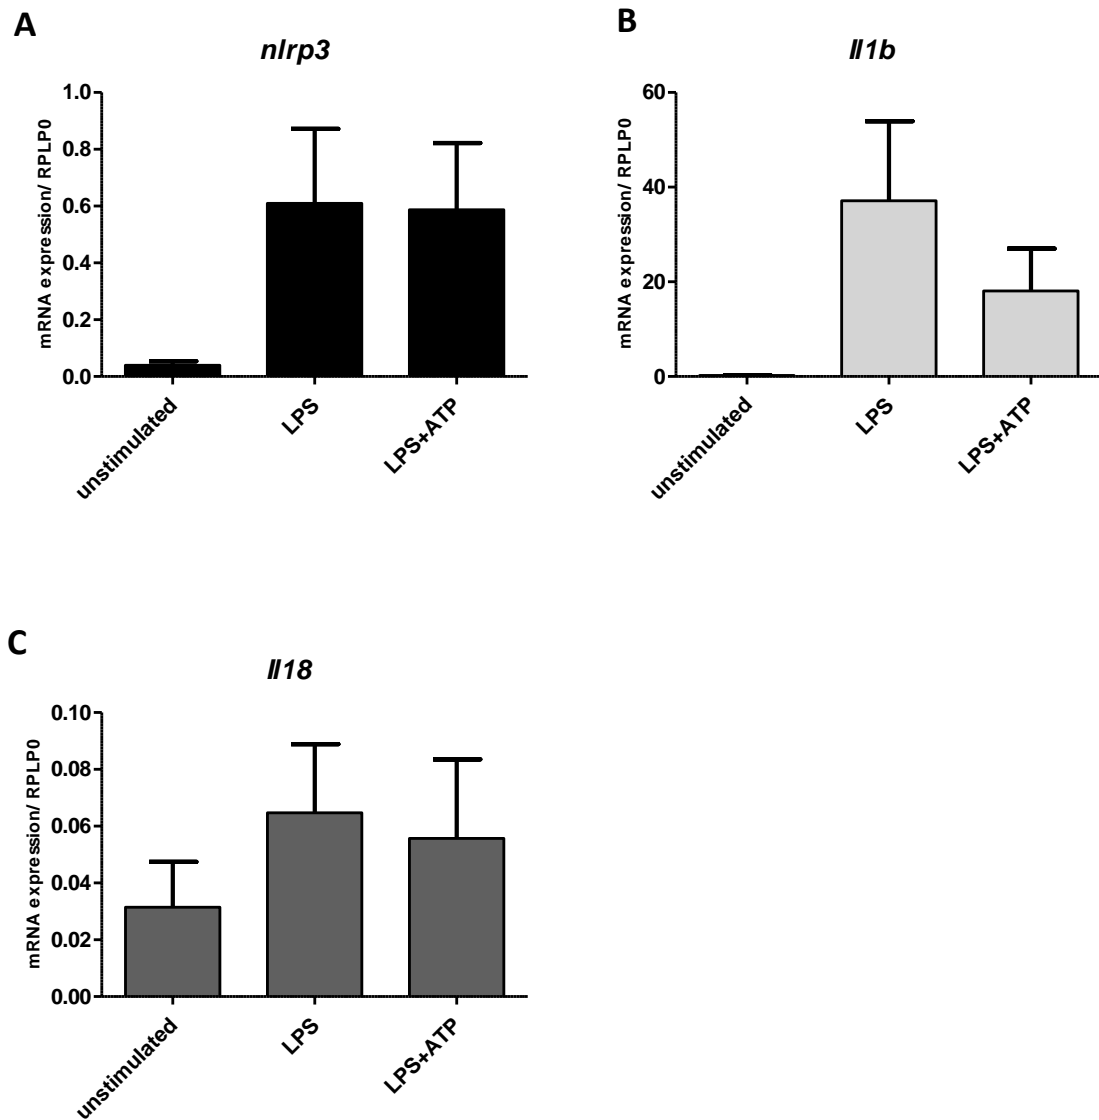 A
nlrp3
mRNA expression/ RPLP0
1.0
0.8
0.6
0.4
0.2
0.0
unstimulated
LPS
LPS+ATP
B
Il1b
mRNA expression/ RPLP0
60
40
20
0
unstimulated
LPS
LPS+ATP
C
Il18
mRNA expression/ RPLP0
0.10
0.08
0.06
0.04
0.02
0.00
unstimulated
LPS
LPS+ATP